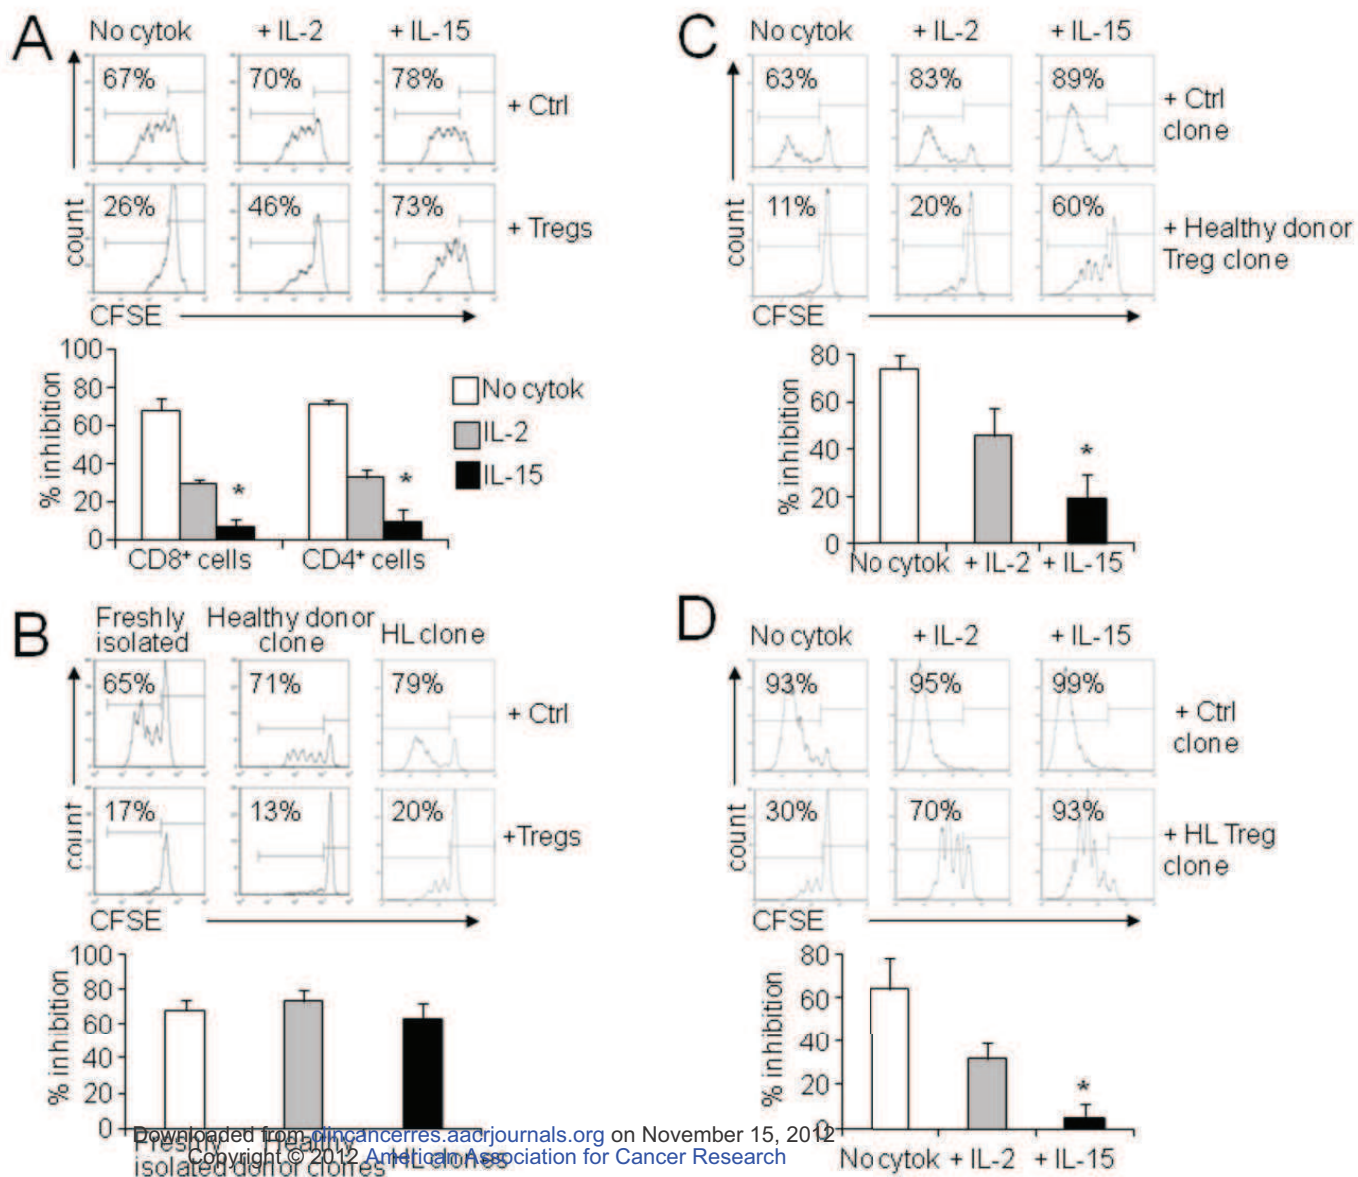 A
No cytok
+ IL-2
+ IL-15
67%
70%
78%
+ Ctrl
26%
46%
73%
+ Tregs
count
CFSE
100
80
60
40
20
0
% inhibition
No cytok
IL-2
IL-15
*
*
CD8+ cells
CD4+ cells
B
Freshly
isolated
Healthy donor
clone
HL clone
65%
71%
79%
+ Ctrl
17%
13%
20%
+Tregs
count
CFSE
100
80
60
40
20
0
% inhibition
Freshly
isolated
Healthy
donor clones
HL clones
C
No cytok
+ IL-2
+ IL-15
63%
83%
89%
+ Ctrl
clone
11%
20%
60%
+ Healthy donor
Treg clone
count
CFSE
80
60
40
20
0
% inhibition
*
No cytok
+ IL-2
+ IL-15
D
No cytok
+ IL-2
+ IL-15
93%
95%
99%
+ Ctrl
clone
30%
70%
93%
+ HL Treg
clone
count
CFSE
80
60
40
20
0
% inhibition
*
No cytok
+ IL-2
+ IL-15
Downloaded from clincancerres.aacrjournals.org on November 15, 2012
Copyright © 2012 American Association for Cancer Research